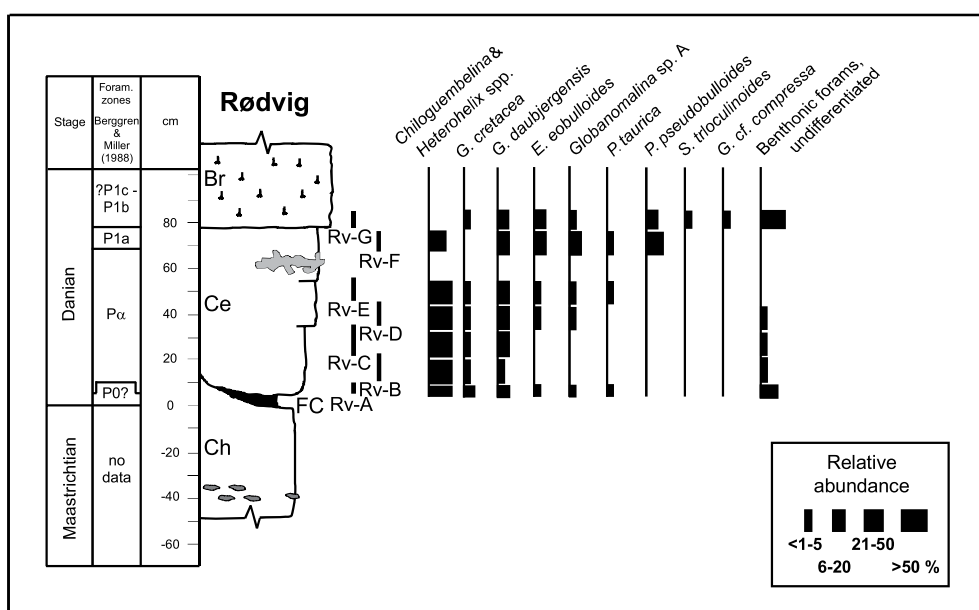 Rødvig
Stage
Foram.
zones
Berggren
&
Miller
(1988)
cm
Chiloguembelina &
Heterohelix spp.
G. cretacea
G. daubjergensis
E. eobulloides
Globanomalina sp. A
P. taurica
P. pseudobulloides
S. trloculinoides
G. cf. compressa
Benthonic forams,
undifferentiated
Danian
Maastrichtian
?P1c -
P1b
P1a
Pα
P0?
no
data
80
60
40
20
0
-20
-40
-60
Br
Ce
FC
Ch
Rv-G
Rv-F
Rv-E
Rv-D
Rv-C
Rv-B
Rv-A
Relative
abundance
<1-5
21-50
6-20
>50 %